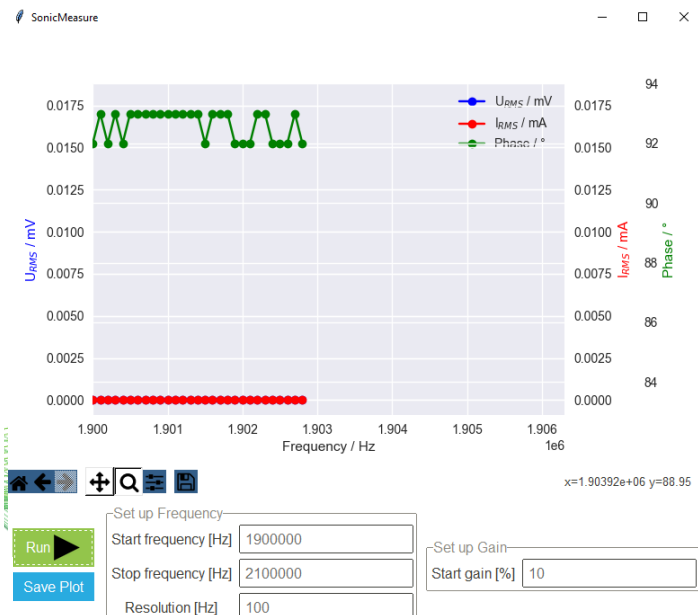 SonicMeasure
94
0.0175
U_RMS / mV
I_RMS / mA
Phase / °
0.0175
0.0150
0.0150
92
0.0125
0.0125
90
0.0100
0.0100
U_RMS / mV
I_RMS / mA
Phase / °
0.0075
0.0075
88
0.0050
0.0050
86
0.0025
0.0025
84
0.0000
0.0000
1.900 1.901 1.902 1.903 1.904 1.905 1.906
Frequency / Hz
1e6
x=1.90392e+06 y=88.95
Run
Save Plot
Set up Frequency
Start frequency [Hz] 1900000
Stop frequency [Hz] 2100000
Resolution [Hz] 100
Set up Gain
Start gain [%] 10